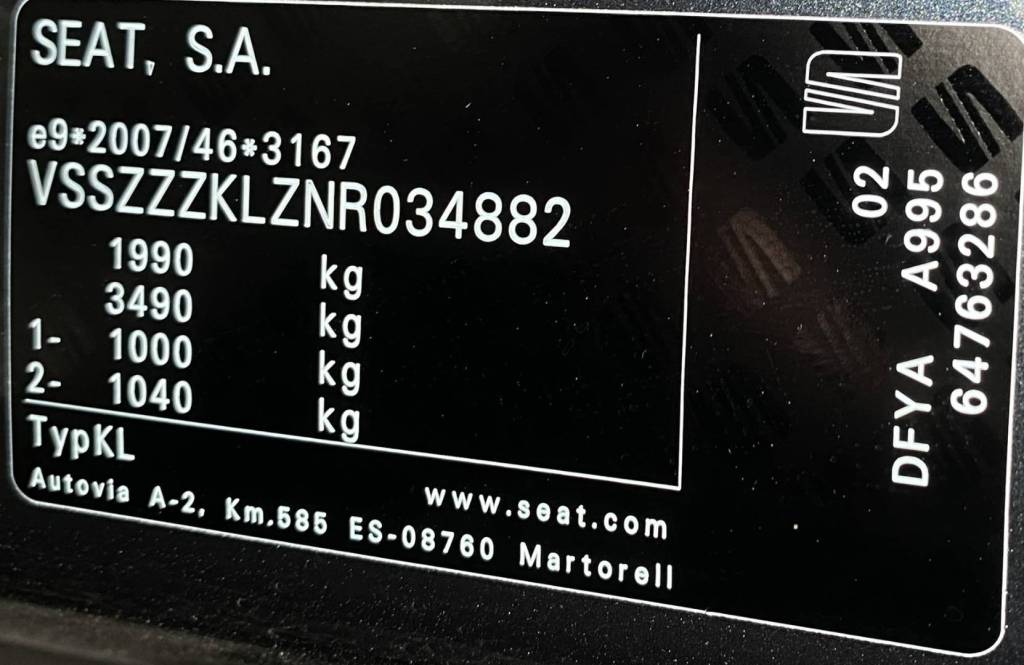 SEAT, S.A.
e9*2007/46*3167
VSSZZZKLZNR034882
1990 kg
3490 kg
1- 1000 kg
2- 1040 kg
TypKL
www.seat.com
Autovia A-2, Km.585 ES-08760 Martorell
02
DFYA A995
64763286